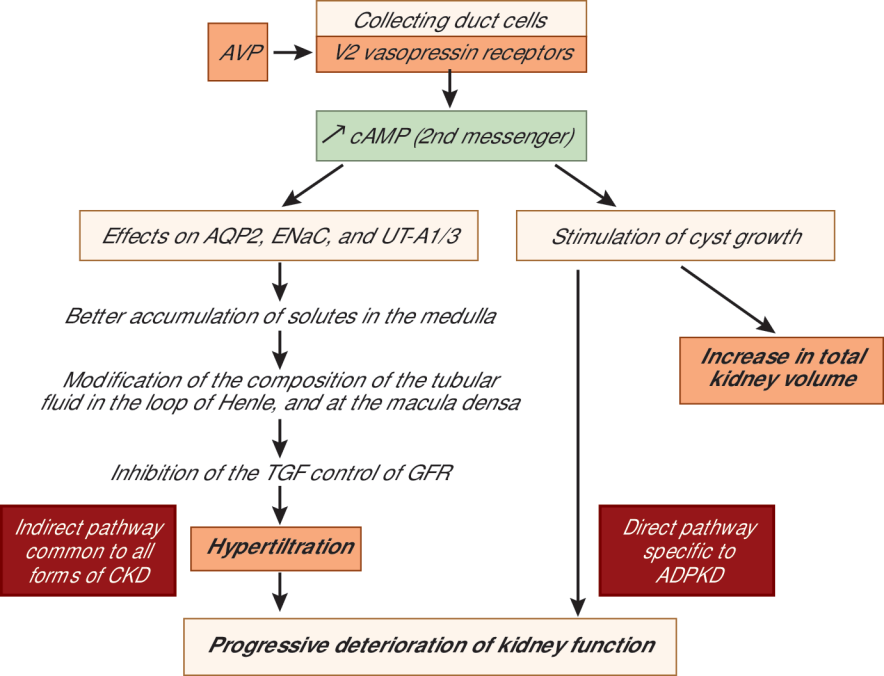 Collecting duct cells
AVP
V2 vasopressin receptors
↗ cAMP (2nd messenger)
Effects on AQP2, ENaC, and UT-A1/3
Stimulation of cyst growth
Better accumulation of solutes in the medulla
Increase in total
kidney volume
Modification of the composition of the tubular
fluid in the loop of Henle, and at the macula densa
Inhibition of the TGF control of GFR
Indirect pathway
common to all
forms of CKD
Hypertiltration
Direct pathway
specific to
ADPKD
Progressive deterioration of kidney function